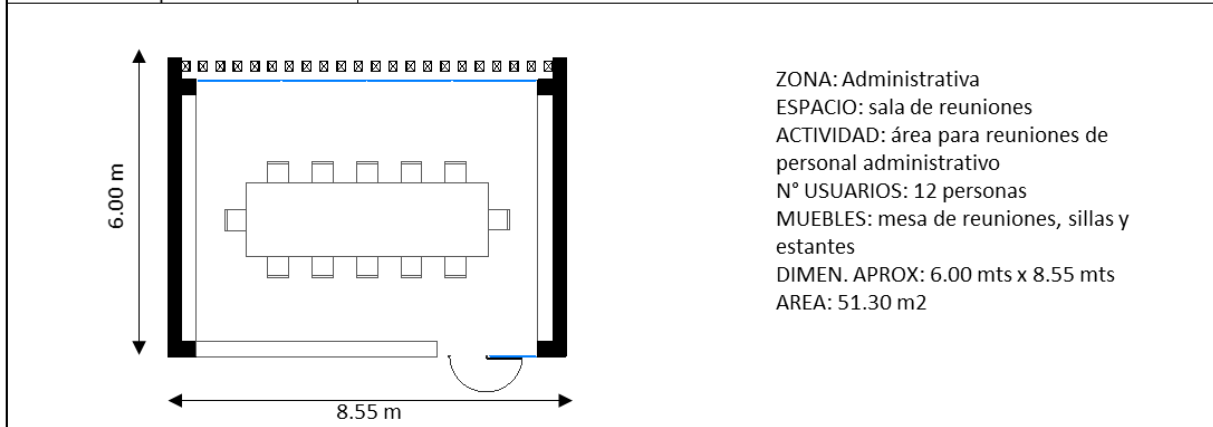 6.00 m
8.55 m
ZONA: Administrativa
ESPACIO: sala de reuniones
ACTIVIDAD: área para reuniones de
personal administrativo
N° USUARIOS: 12 personas
MUEBLES: mesa de reuniones, sillas y
estantes
DIMEN. APROX: 6.00 mts x 8.55 mts
AREA: 51.30 m2